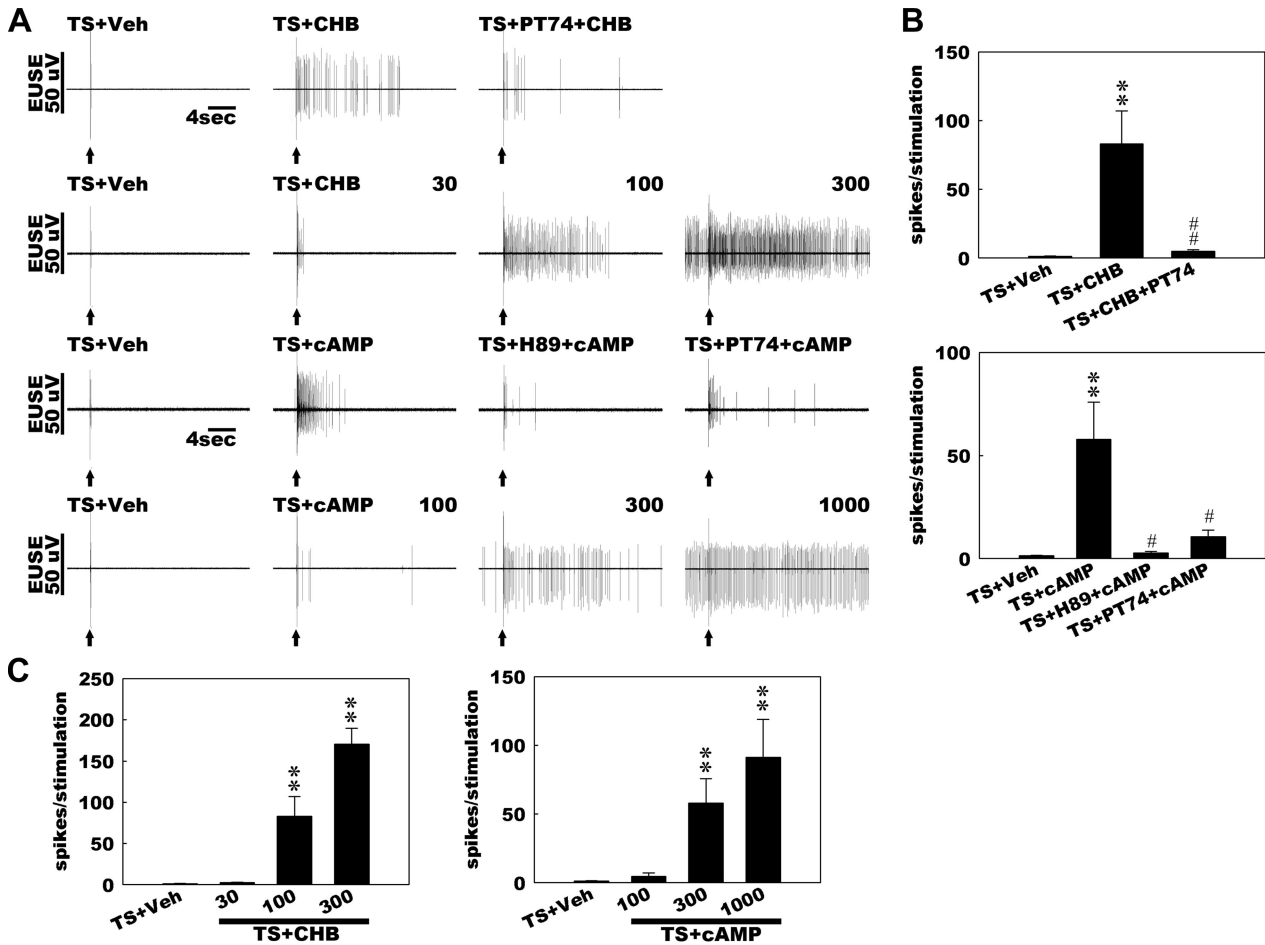 A
TS+Veh TS+CHB TS+PT74+CHB
EUSE
50 uV
4sec
TS+Veh TS+CHB 30 100 300
EUSE
50 uV
TS+Veh TS+cAMP TS+H89+cAMP TS+PT74+cAMP
EUSE
50 uV
4sec
TS+Veh TS+cAMP 100 300 1000
EUSE
50 uV
B
spikes/stimulation
150
100
50
0
**
##
TS+Veh
TS+CHB
TS+CHB+PT74
spikes/stimulation
100
50
0
**
#
#
TS+Veh
TS+cAMP
TS+H89+cAMP
TS+PT74+cAMP
C
spikes/stimulation
250
200
150
100
50
0
**
**
TS+Veh 30 100 300
TS+CHB
spikes/stimulation
150
100
50
0
**
**
TS+Veh 100 300 1000
TS+cAMP